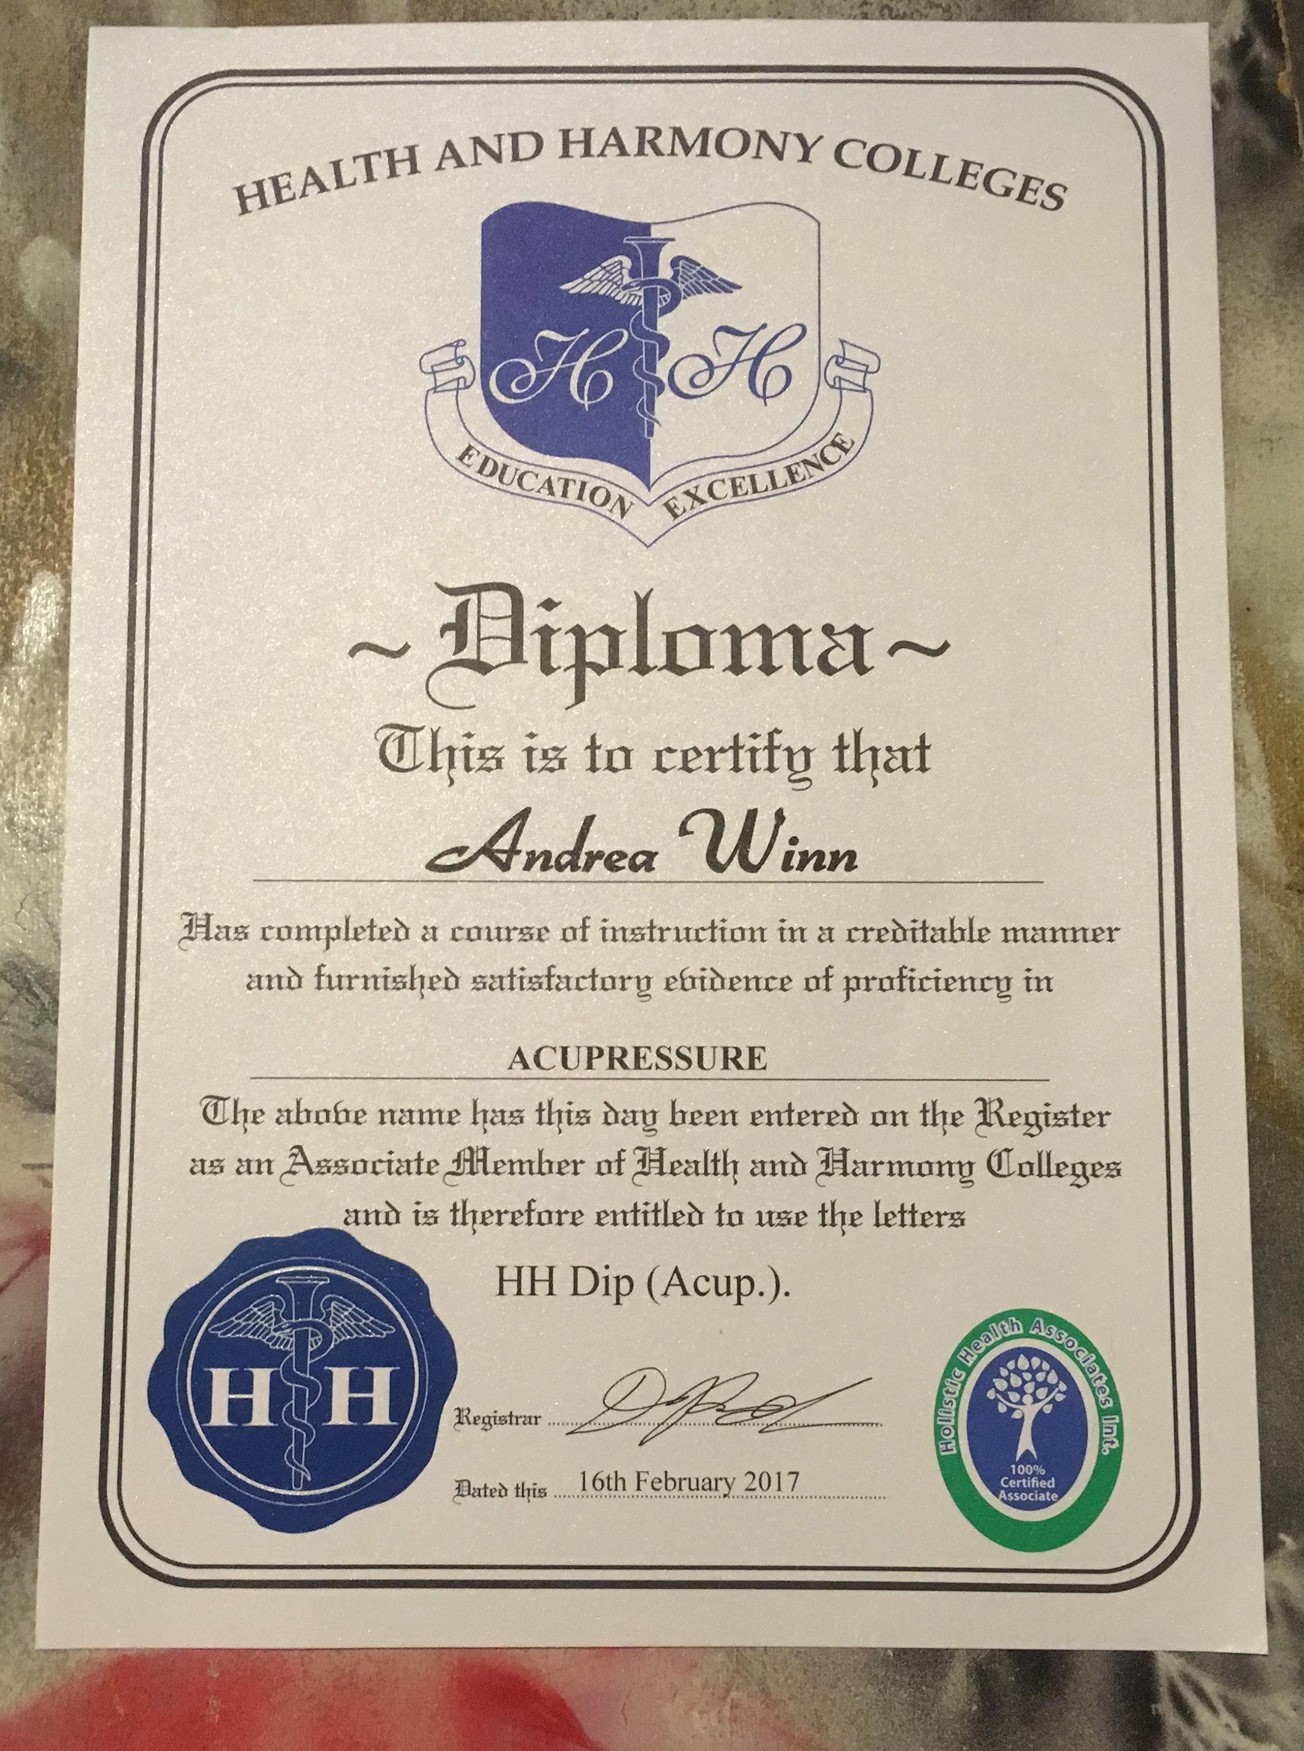 HEALTH AND HARMONY COLLEGES
H H
EDUCATION EXCELLENCE
~Diploma~
This is to certify that
Andrea Winn
Has completed a course of instruction in a creditable manner
and furnished satisfactory evidence of proficiency in
ACUPRESSURE
The above name has this day been entered on the Register
as an Associate Member of Health and Harmony Colleges
and is therefore entitled to use the letters
HH Dip (Acup.).
H H
Registrar
Dated this 16th February 2017
Holistic Health Associates Int.
100%
Certified
Associate